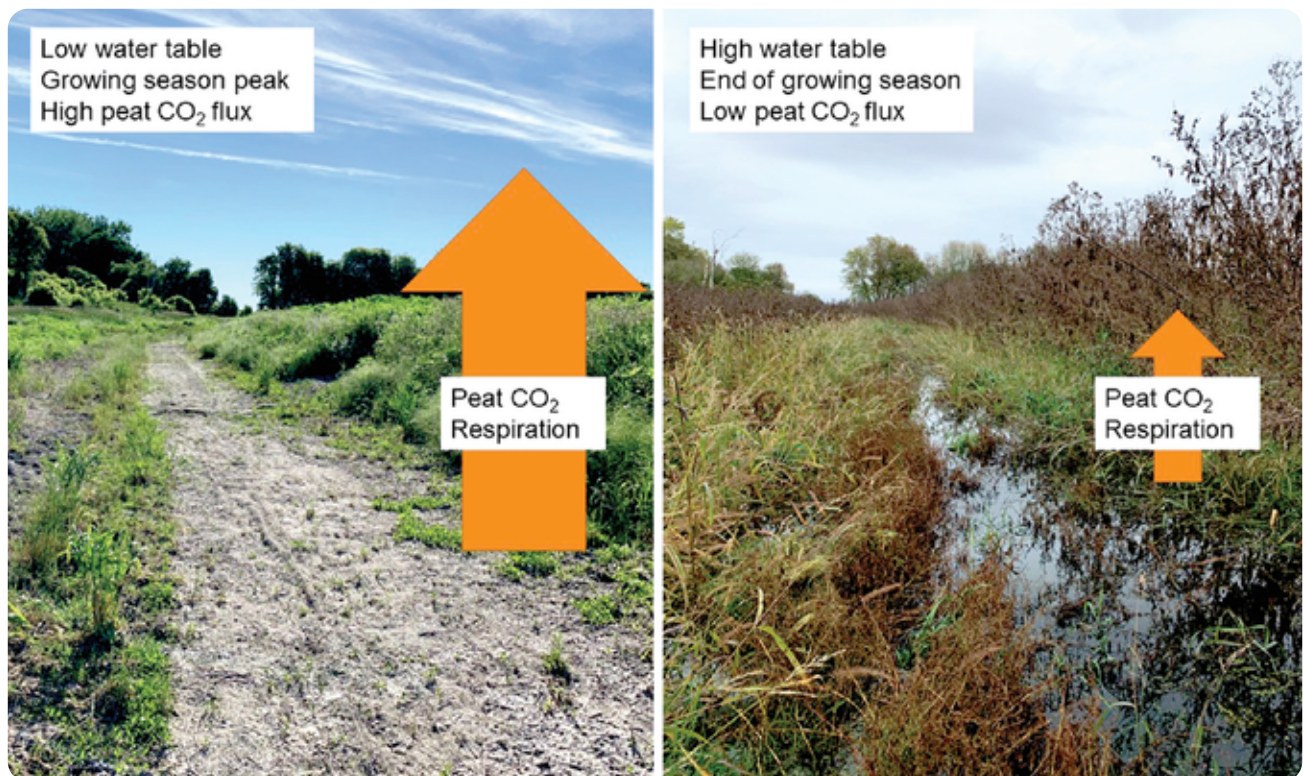 Low water table
Growing season peak
High peat CO₂ flux
Peat CO₂
Respiration
High water table
End of growing season
Low peat CO₂ flux
Peat CO₂
Respiration